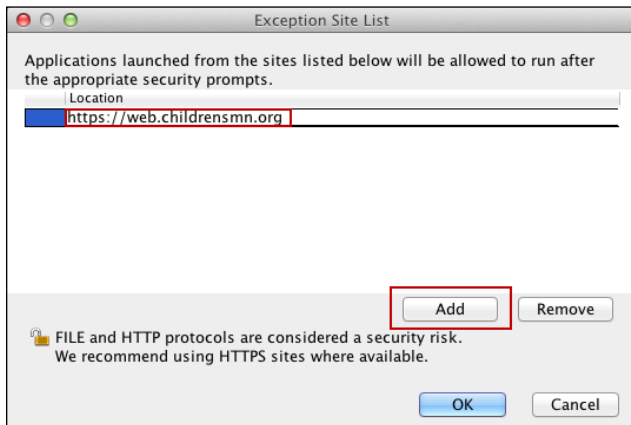 Exception Site List
Applications launched from the sites listed below will be allowed to run after
the appropriate security prompts.
Location
https://web.childrensmn.org
Add
Remove
FILE and HTTP protocols are considered a security risk.
We recommend using HTTPS sites where available.
OK
Cancel